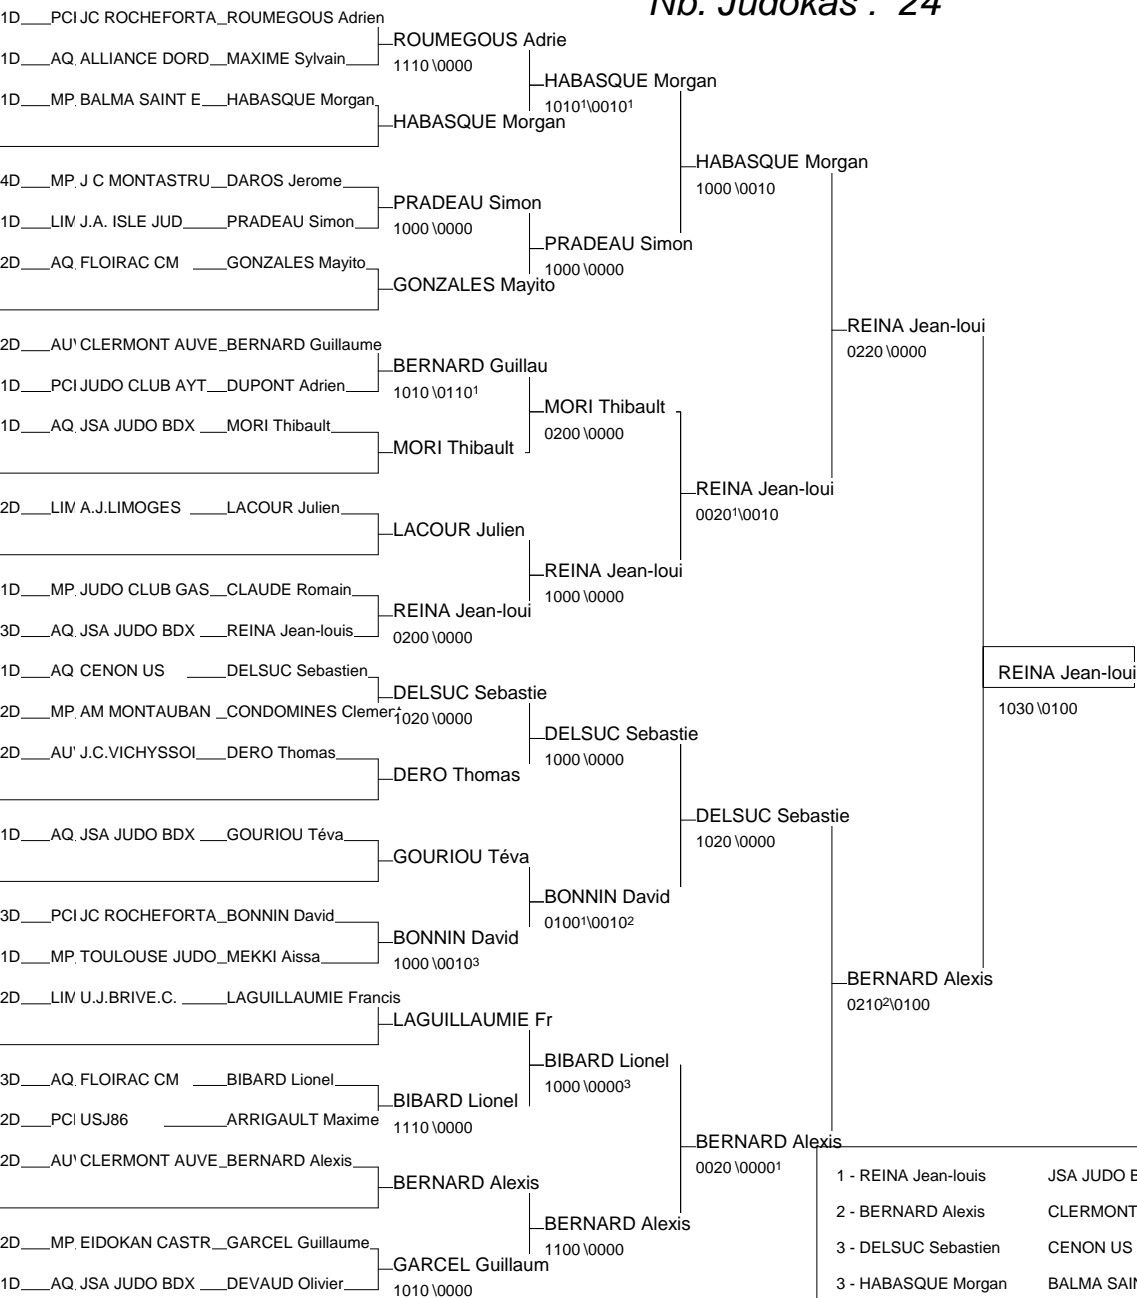 Nb. Judokas : 24
1D PCI JC ROCHEFORTA ROUMEGOUS Adrien
ROUMEGOUS Adrie
1D AQ ALLIANCE DORD MAXIME Sylvain
1110 \0000
HABASQUE Morgan
1D MP BALMA SAINT E HABASQUE Morgan
1010¹\0010¹
HABASQUE Morgan
HABASQUE Morgan
4D MP J C MONTASTRU DAROS Jerome
1000 \0010
PRADEAU Simon
1D LIM J.A. ISLE JUD PRADEAU Simon
1000 \0000
PRADEAU Simon
2D AQ FLOIRAC CM GONZALES Mayito
1000 \0000
GONZALES Mayito
REINA Jean-loui
2D AU CLERMONT AUVE BERNARD Guillaume
0220 \0000
BERNARD Guillau
1D PCI JUDO CLUB AYT DUPONT Adrien
1010 \0110¹
MORI Thibault
1D AQ JSA JUDO BDX MORI Thibault
0200 \0000
MORI Thibault
REINA Jean-loui
2D LIM A.J.LIMOGES LACOUR Julien
0020¹\0010
LACOUR Julien
REINA Jean-loui
1D MP JUDO CLUB GAS CLAUDE Romain
1000 \0000
REINA Jean-loui
3D AQ JSA JUDO BDX REINA Jean-louis
0200 \0000
1D AQ CENON US DELSUC Sebastien
REINA Jean-loui
DELSUC Sebastie
2D MP AM MONTAUBAN CONDOMINES Clement
1020 \0000
1030 \0100
DELSUC Sebastie
2D AU J.C.VICHYSSOI DERO Thomas
1000 \0000
DERO Thomas
DELSUC Sebastie
1D AQ JSA JUDO BDX GOURIOU Téva
1020 \0000
GOURIOU Téva
BONNIN David
3D PCI JC ROCHEFORTA BONNIN David
0100¹\0010²
BONNIN David
1D MP TOULOUSE JUDO MEKKI Aissa
1000 \0010³
BERNARD Alexis
2D LIM U.J.BRIVE.C. LAGUILLAUMIE Francis
0210²\0100
LAGUILLAUMIE Fr
BIBARD Lionel
3D AQ FLOIRAC CM BIBARD Lionel
1000 \0000³
BIBARD Lionel
2D PCI USJ86 ARRIGAULT Maxime
1110 \0000
BERNARD Alexis
2D AU CLERMONT AUVE BERNARD Alexis
0020 \0000¹
BERNARD Alexis
1 - REINA Jean-louis JSA JUDO B
2 - BERNARD Alexis CLERMONT
BERNARD Alexis
2D MP EIDOKAN CASTR GARCEL Guillaume
1100 \0000
3 - DELSUC Sebastien CENON US
GARCEL Guillaum
1D AQ JSA JUDO BDX DEVAUD Olivier
1010 \0000
3 - HABASQUE Morgan BALMA SAI